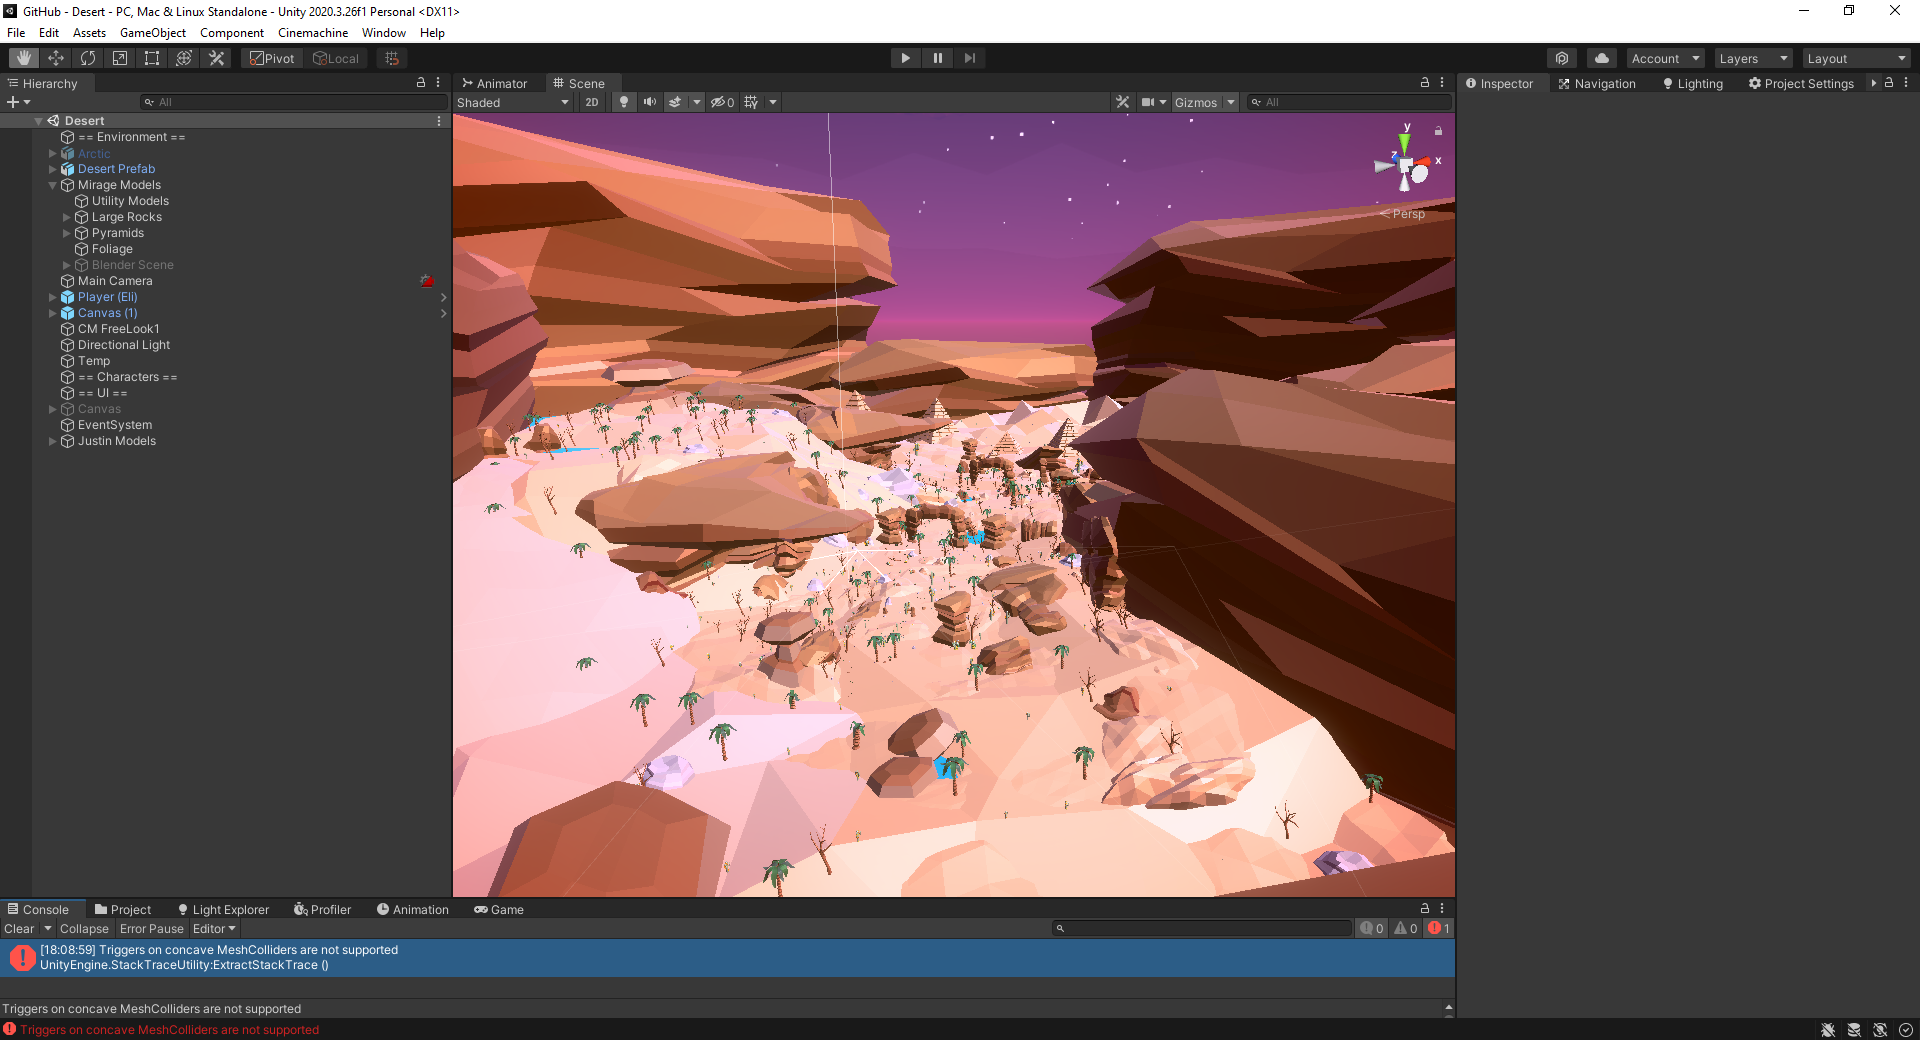 GitHub - Desert - PC, Mac & Linux Standalone - Unity 2020.3.26f1 Personal <DX11>
File Edit Assets GameObject Component Cinemachine Window Help
Pivot Local Account Layers Layout
Hierarchy
All
Desert
== Environment ==
Arctic
Desert Prefab
Mirage Models
Utility Models
Large Rocks
Pyramids
Foliage
Blender Scene
Main Camera
Player (Eli)
Canvas (1)
CM FreeLook1
Directional Light
Temp
== Characters ==
== UI ==
Canvas
EventSystem
Justin Models
Animator Scene
Shaded 2D 0 Gizmos All
y
x
z
Persp
Inspector Navigation Lighting Project Settings
Console Project Light Explorer Profiler Animation Game
Clear Collapse Error Pause Editor 0 0 1
[18:08:59] Triggers on concave MeshColliders are not supported
UnityEngine.StackTraceUtility:ExtractStackTrace ()
Triggers on concave MeshColliders are not supported
Triggers on concave MeshColliders are not supported